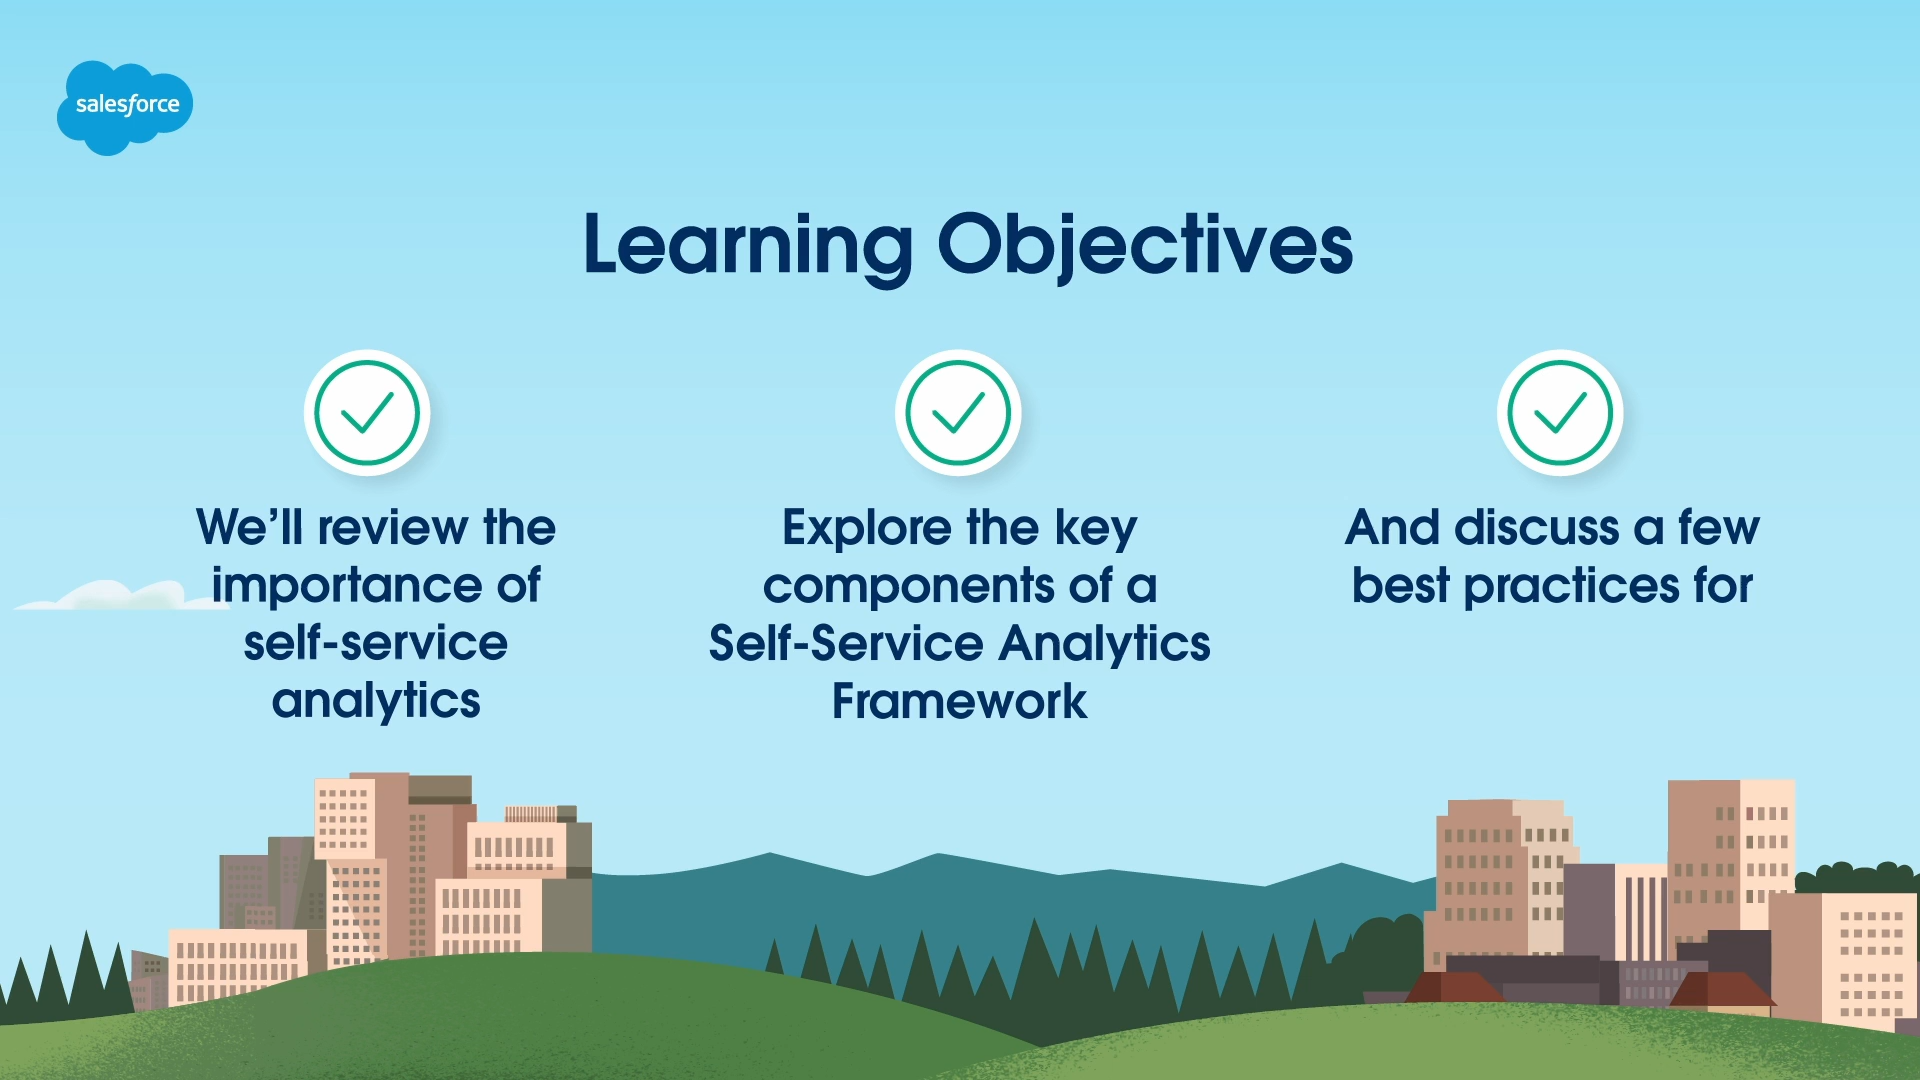 salesforce
Learning Objectives
We’ll review the
importance of
self-service
analytics
Explore the key
components of a
Self-Service Analytics
Framework
And discuss a few
best practices for